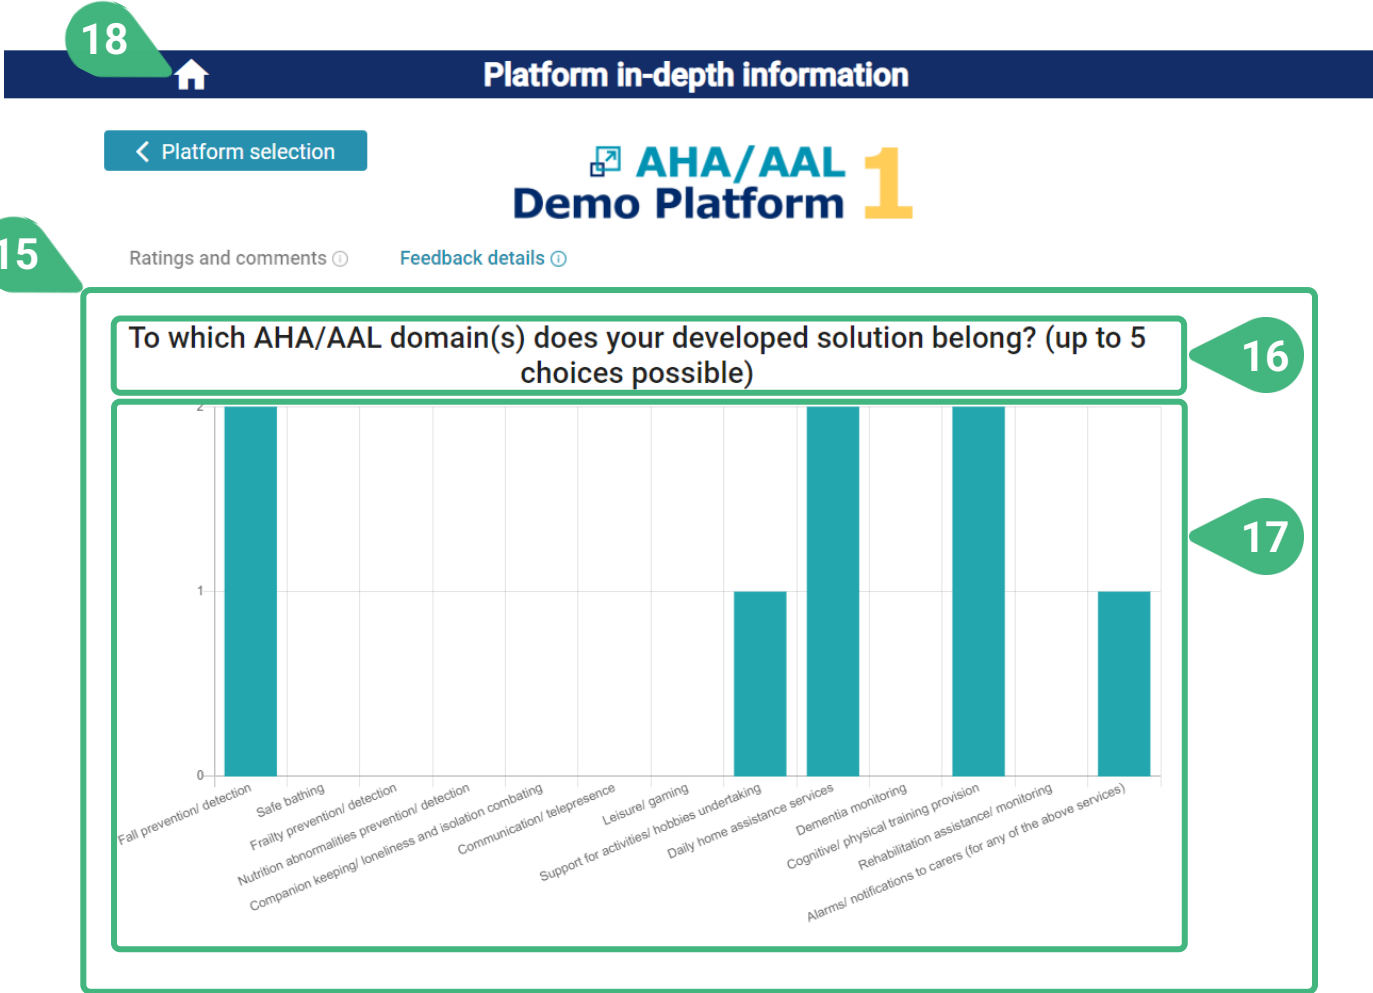 18
Platform in-depth information
Platform selection
AHA/AAL
Demo Platform 1
15
Ratings and comments
Feedback details
To which AHA/AAL domain(s) does your developed solution belong? (up to 5
choices possible)
16
2
17
1
0
Fall prevention/ detection
Safe bathing
Frailty prevention/ detection
Nutrition abnormalities prevention/ detection
Companion keeping/ loneliness and isolation combating
Communication/ telepresence
Leisure/ gaming
Support for activities/ hobbies undertaking
Daily home assistance services
Dementia monitoring
Cognitive/ physical training provision
Rehabilitation assistance/ monitoring
Alarms/ notifications to carers (for any of the above services)